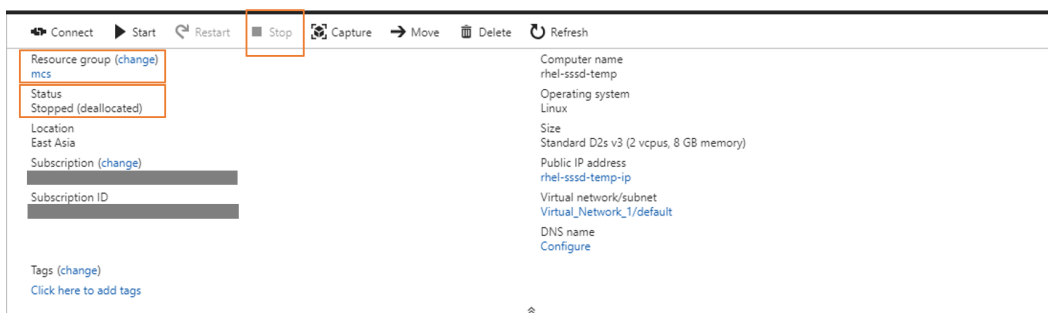 Connect Start Restart Stop Capture Move Delete Refresh
Resource group (change)
mcs
Status
Stopped (deallocated)
Location
East Asia
Subscription (change)
Subscription ID
Tags (change)
Click here to add tags
Computer name
rhel-sssd-temp
Operating system
Linux
Size
Standard D2s v3 (2 vcpus, 8 GB memory)
Public IP address
rhel-sssd-temp-ip
Virtual network/subnet
Virtual_Network_1/default
DNS name
Configure